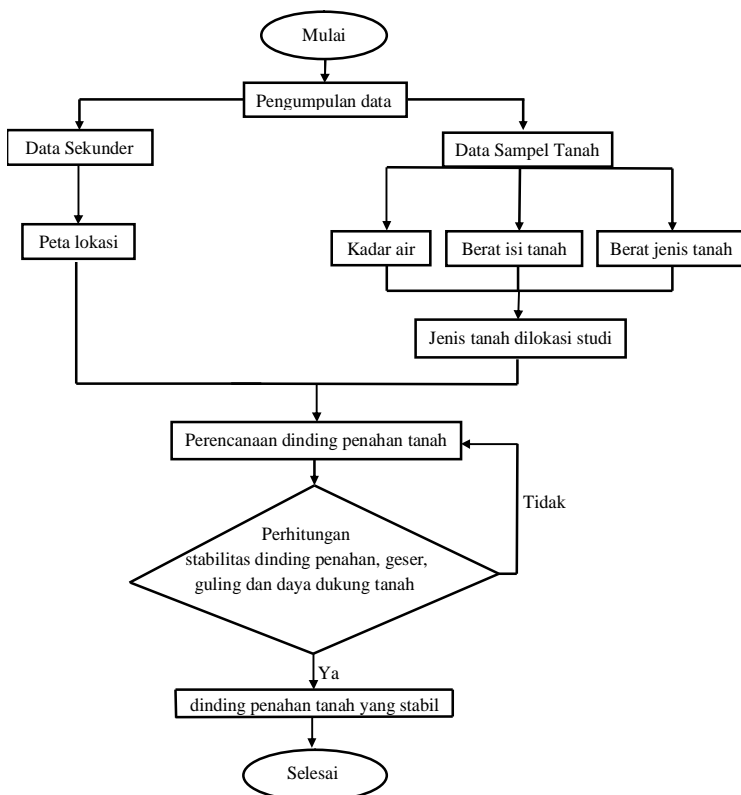 Mulai
Pengumpulan data
Data Sekunder
Data Sampel Tanah
Peta lokasi
Kadar air
Berat isi tanah
Berat jenis tanah
Jenis tanah dilokasi studi
Perencanaan dinding penahan tanah
Tidak
Perhitungan
stabilitas dinding penahan, geser,
guling dan daya dukung tanah
Ya
dinding penahan tanah yang stabil
Selesai